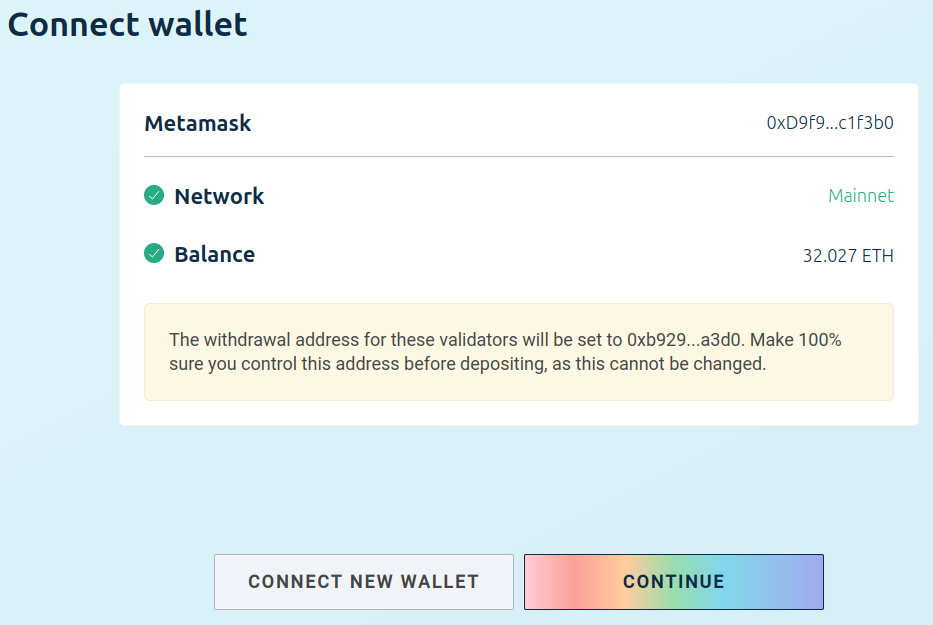 Connect wallet
Metamask 0xD9f9...c1f3b0
Network Mainnet
Balance 32.027 ETH
The withdrawal address for these validators will be set to 0xb929...a3d0. Make 100%
sure you control this address before depositing, as this cannot be changed.
CONNECT NEW WALLET CONTINUE